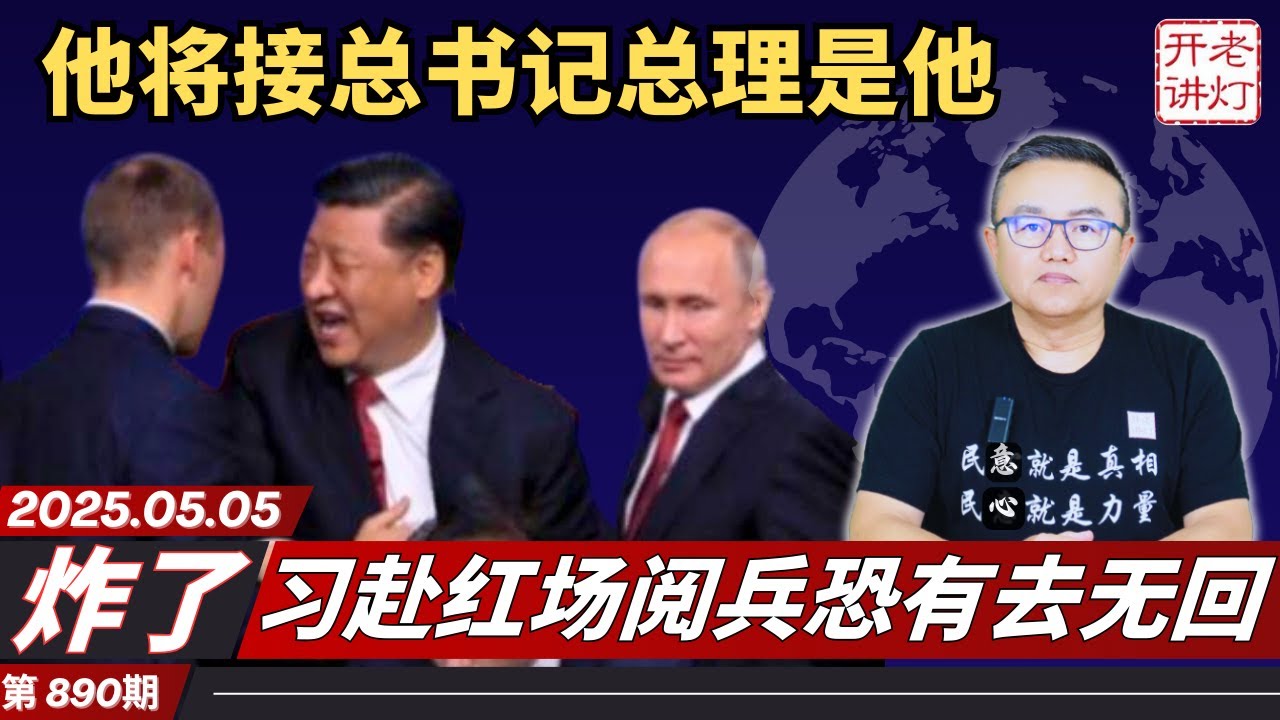 他将接总书记总理是他
老灯
开讲
民意就是真相
民心就是力量
2025.05.05
炸了
习赴红场阅兵恐有去无回
第 890期